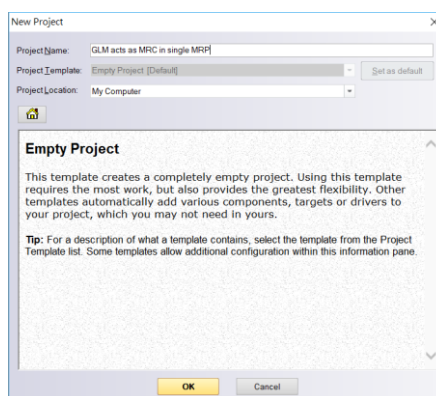 New Project
Project Name: GLM acts as MRC in single MRP
Project Template: Empty Project [Default] Set as default
Project Location: My Computer
Empty Project
This template creates a completely empty project. Using this template
requires the most work, but also provides the greatest flexibility. Other
templates automatically add various components, targets or drivers to
your project, which you may not need in yours.
Tip: For a description of what a template contains, select the template from the Project
Template list. Some templates allow additional configuration within this information pane.
OK Cancel